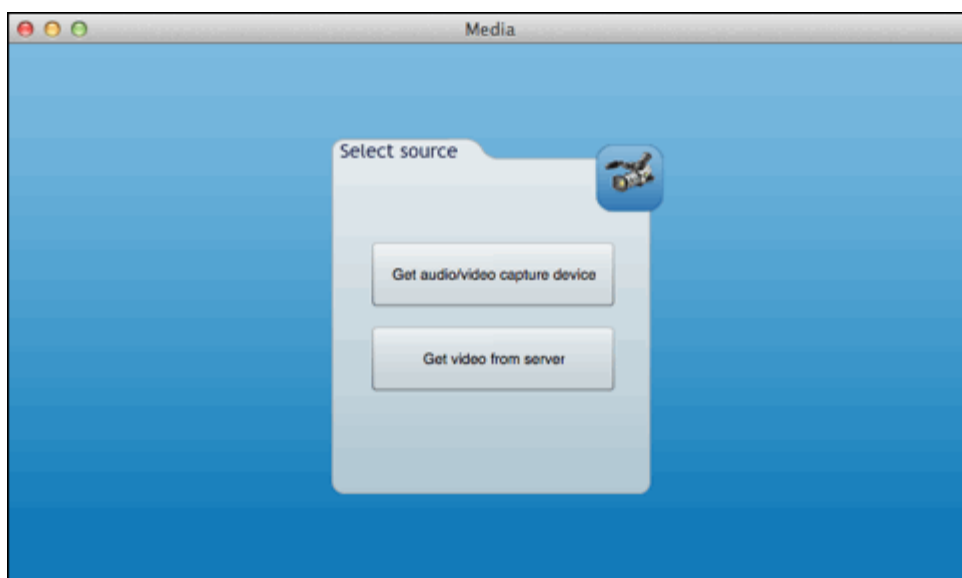 Media
Select source
Get audio/video capture device
Get video from server